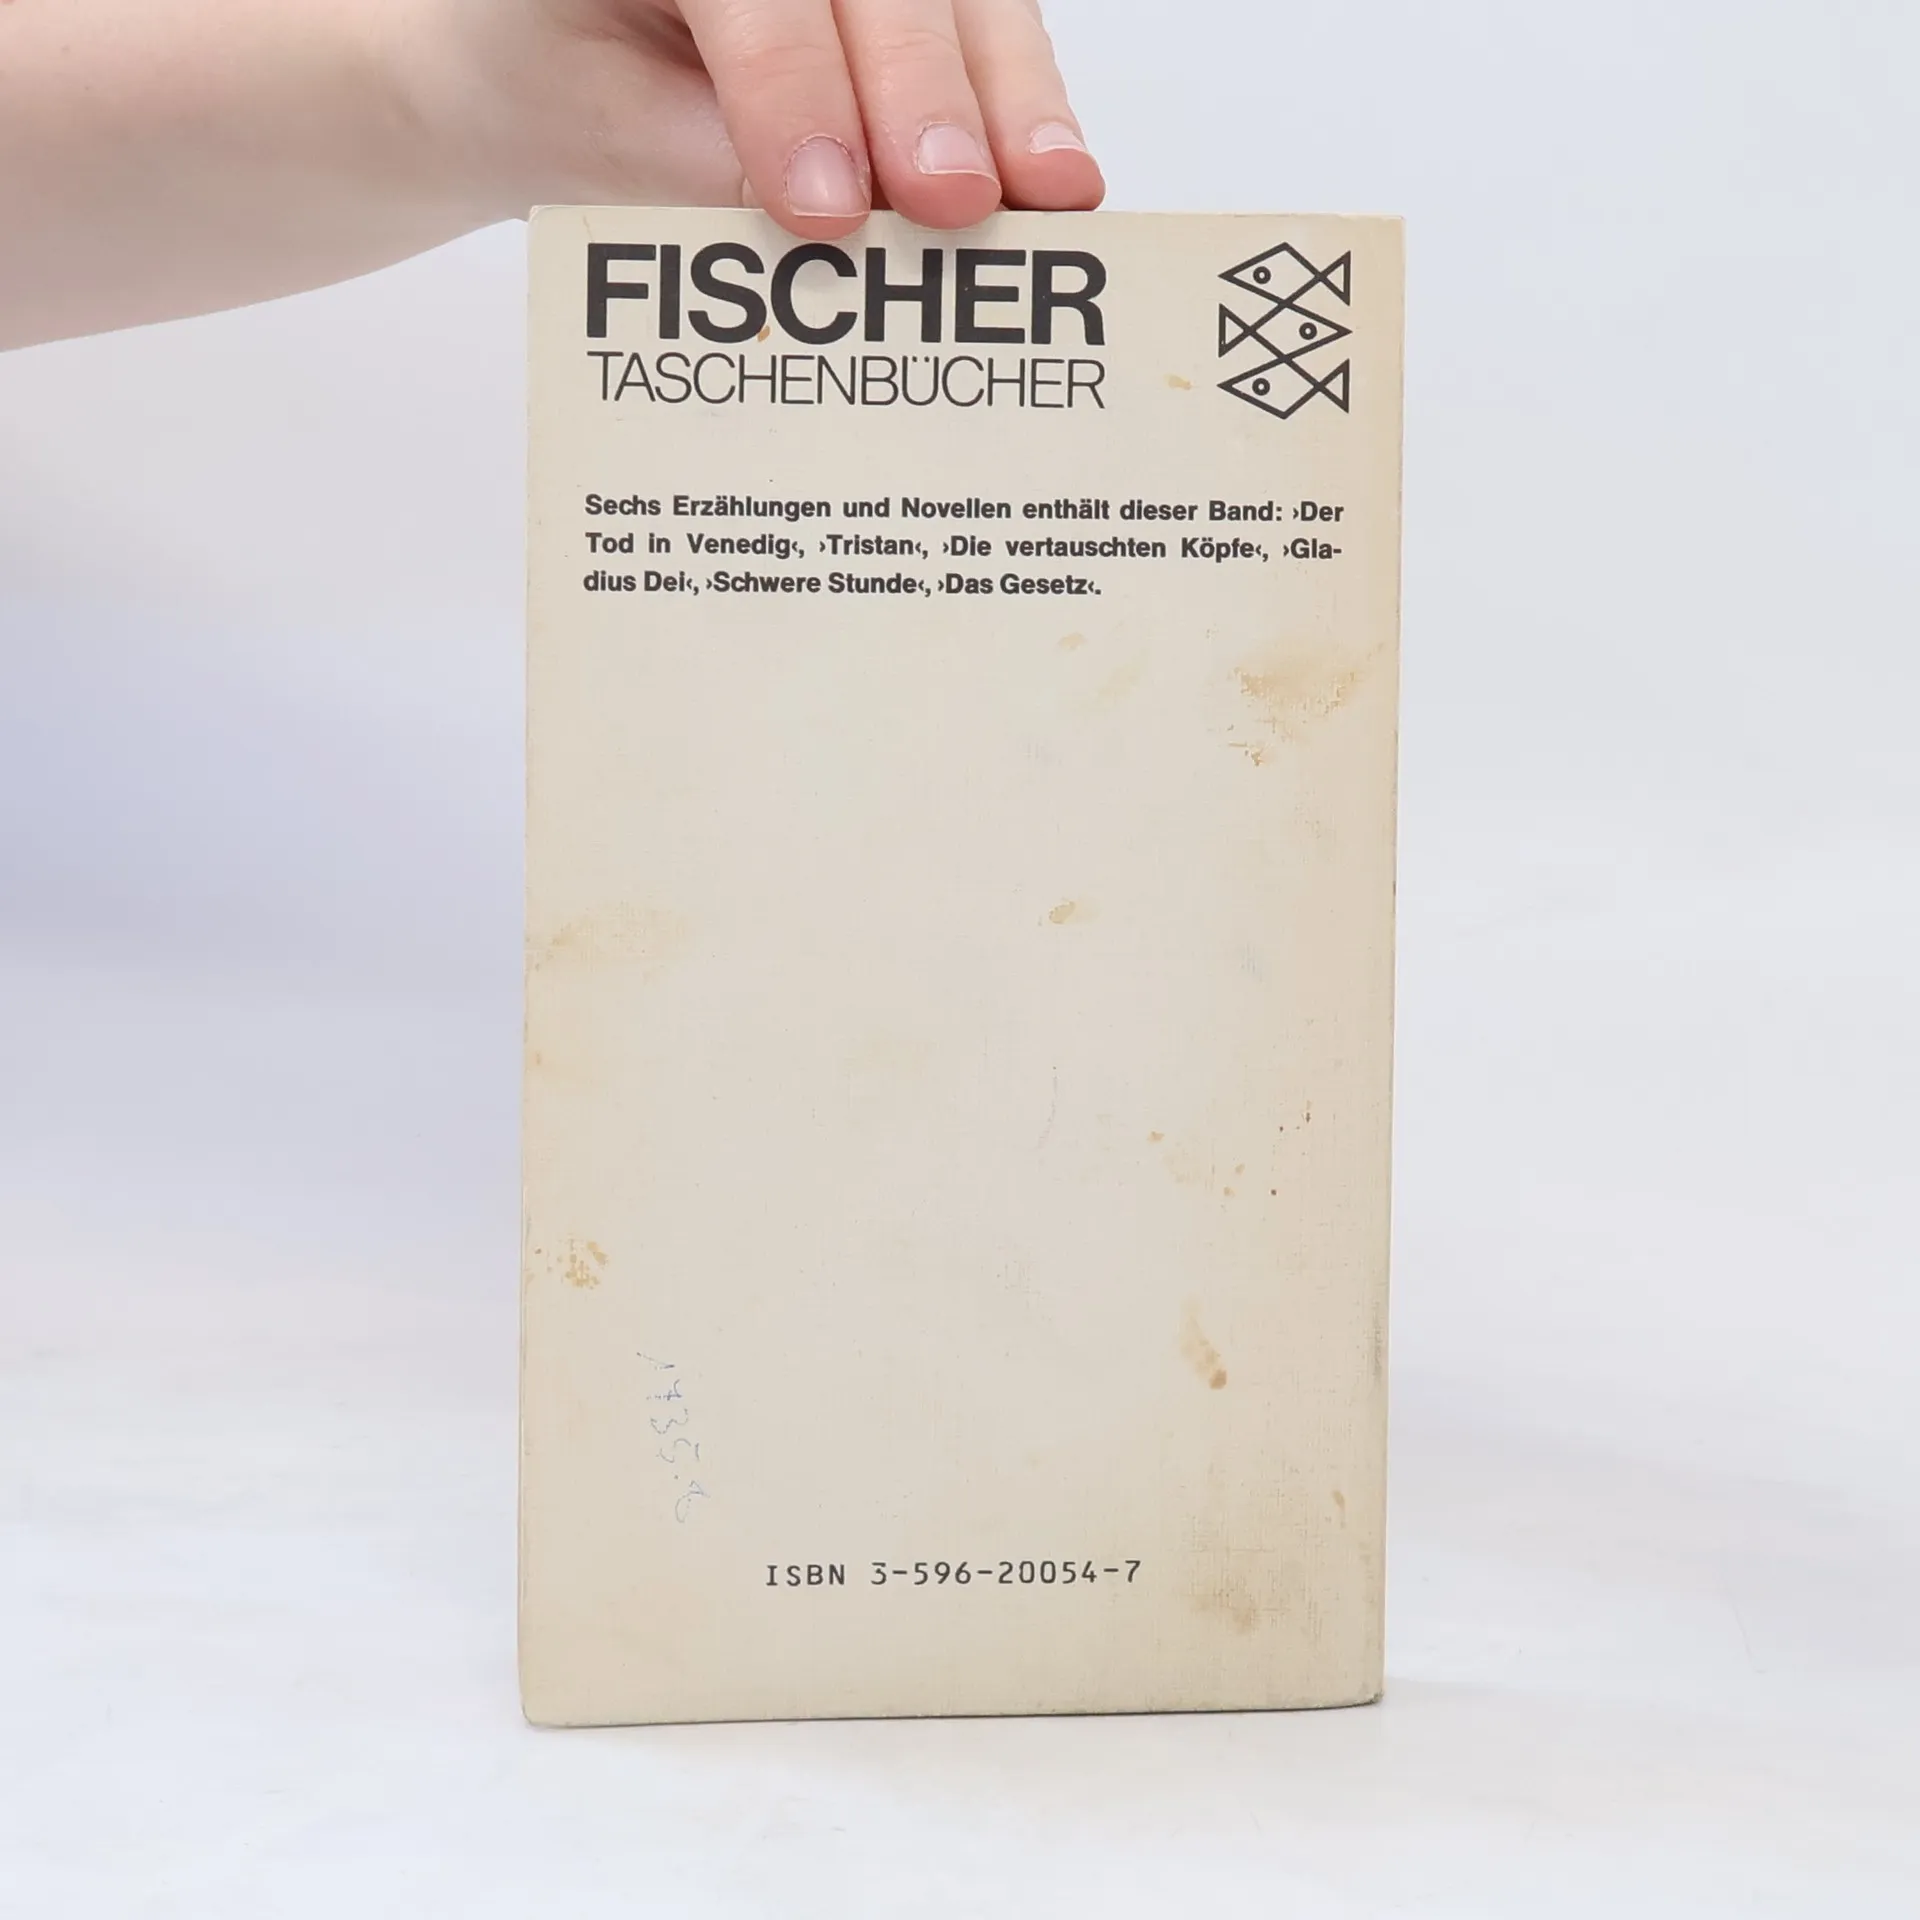 FISCHER
TASCHENBÜCHER
Sechs Erzählungen und Novellen enthält dieser Band: ›Der
Tod in Venedig‹, ›Tristan‹, ›Die vertauschten Köpfe‹, ›Gla-
dius Dei‹, ›Schwere Stunde‹, ›Das Gesetz‹.
ISBN 3-596-20054-7